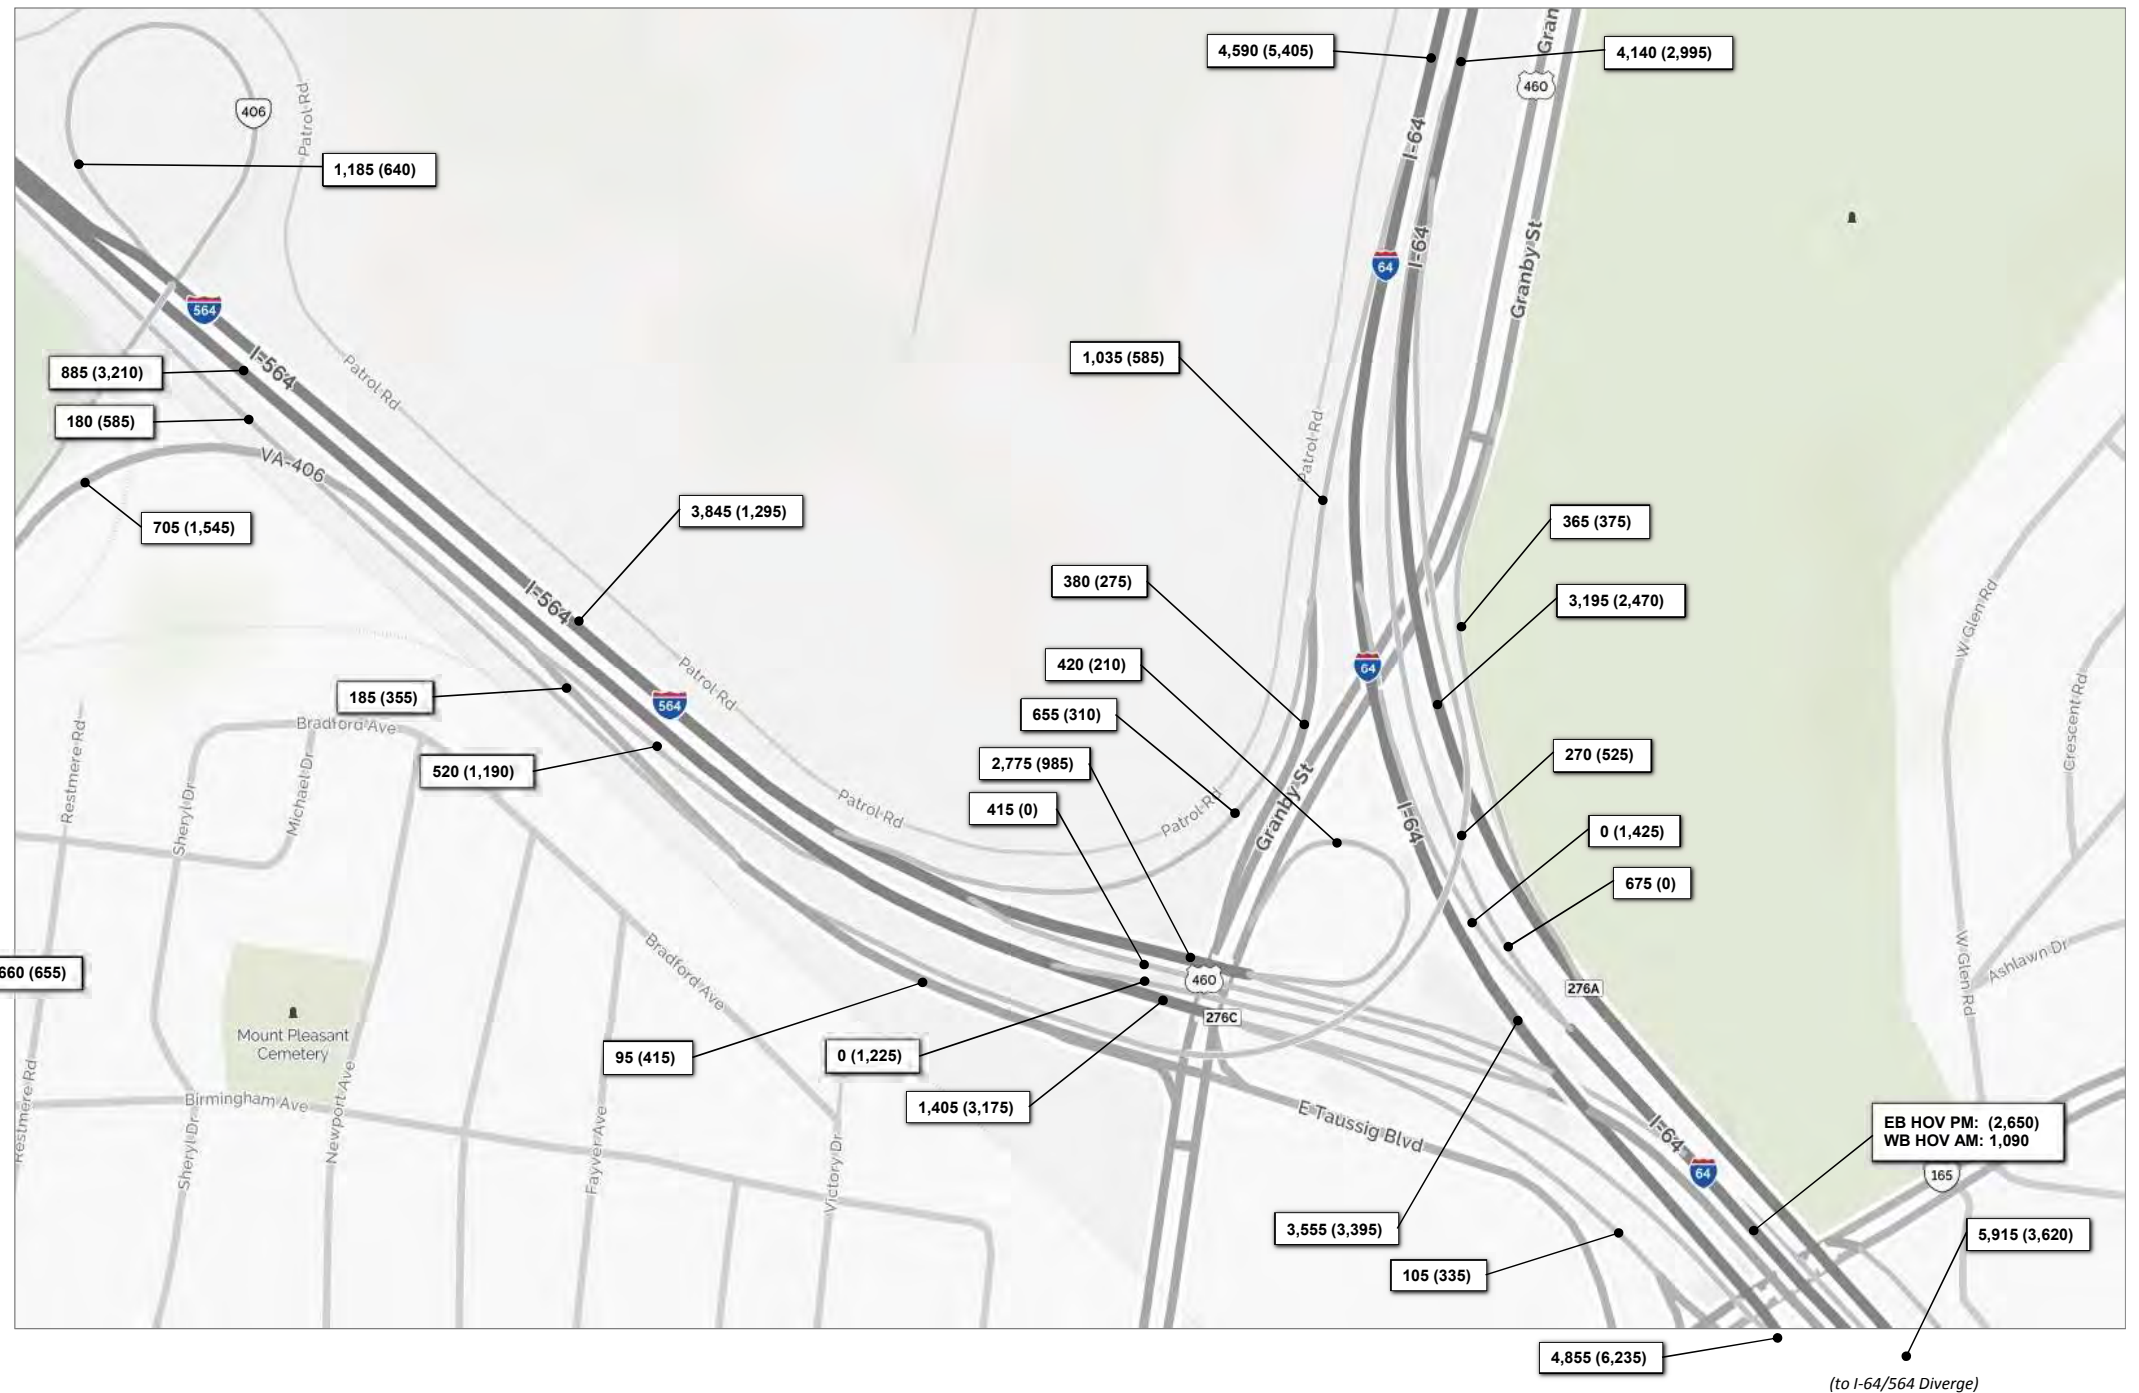 4,590 (5,405)
4,140 (2,995)
Gran
460
I-64
406
Patrol Rd
1,185 (640)
I-64
Granby St
64
564
I-564
885 (3,210)
180 (585)
Patrol Rd
1,035 (585)
Patrol Rd
VA-406
705 (1,545)
3,845 (1,295)
365 (375)
380 (275)
3,195 (2,470)
I-564
W Glen Rd
420 (210)
64
Patrol Rd
185 (355)
564
655 (310)
Crescent Rd
Bradford Ave
Restmere Rd
Michael Dr
Sheryl Dr
520 (1,190)
2,775 (985)
270 (525)
415 (0)
Patrol Rd
Patrol Rd
Granby St
I-64
0 (1,425)
675 (0)
660 (655)
Bradford Ave
460
276A
276C
W Glen Rd
Ashlawn Dr
Mount Pleasant
Cemetery
95 (415)
0 (1,225)
1,405 (3,175)
Restmere Rd
Birmingham Ave
Sheryl Dr
Newport Ave
Fayver Ave
Victory Dr
E Taussig Blvd
I-64
64
EB HOV PM: (2,650)
WB HOV AM: 1,090
165
3,555 (3,395)
5,915 (3,620)
105 (335)
4,855 (6,235)
(to I-64/564 Diverge)